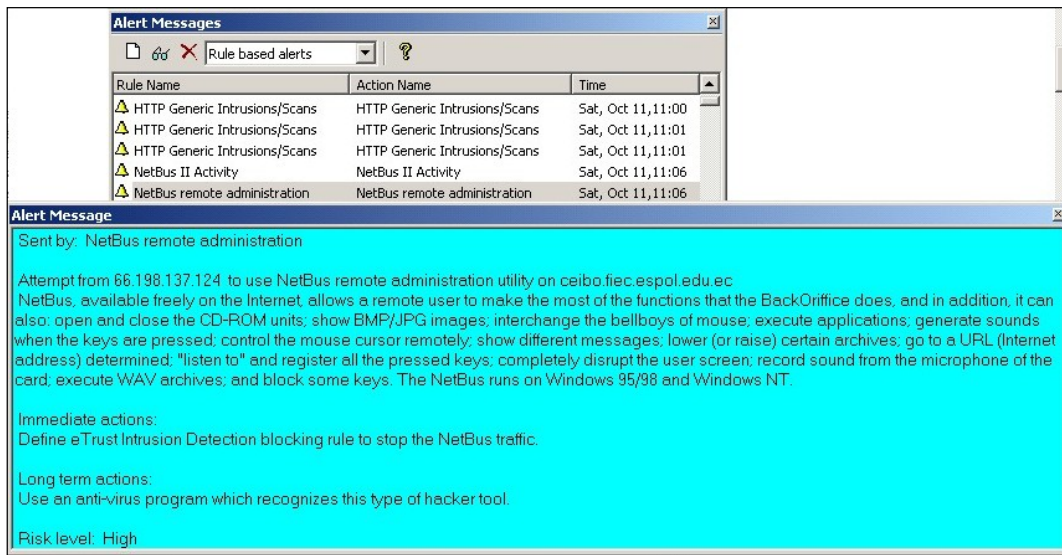 Alert Messages
Rule based alerts
Rule Name Action Name Time
HTTP Generic Intrusions/Scans HTTP Generic Intrusions/Scans Sat, Oct 11,11:00
HTTP Generic Intrusions/Scans HTTP Generic Intrusions/Scans Sat, Oct 11,11:01
HTTP Generic Intrusions/Scans HTTP Generic Intrusions/Scans Sat, Oct 11,11:01
NetBus II Activity NetBus II Activity Sat, Oct 11,11:06
NetBus remote administration NetBus remote administration Sat, Oct 11,11:06
Alert Message
Sent by: NetBus remote administration
Attempt from 66.198.137.124 to use NetBus remote administration utility on ceibo.fiec.espol.edu.ec
NetBus, available freely on the Internet, allows a remote user to make the most of the functions that the BackOriffice does, and in addition, it can
also: open and close the CD-ROM units; show BMP/JPG images; interchange the bellboys of mouse; execute applications; generate sounds
when the keys are pressed; control the mouse cursor remotely; show different messages; lower (or raise) certain archives; go to a URL (Internet
address) determined; "listen to" and register all the pressed keys; completely disrupt the user screen; record sound from the microphone of the
card; execute WAV archives; and block some keys. The NetBus runs on Windows 95/98 and Windows NT.
Immediate actions:
Define eTrust Intrusion Detection blocking rule to stop the NetBus traffic.
Long term actions:
Use an anti-virus program which recognizes this type of hacker tool.
Risk level: High